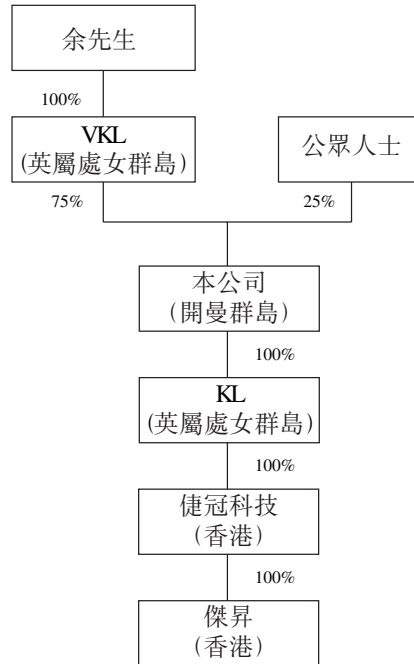 余先生
100%
VKL
(英屬處女群島)
公眾人士
75%
25%
本公司
(開曼群島)
100%
KL
(英屬處女群島)
100%
倢冠科技
(香港)
100%
傑昇
(香港)